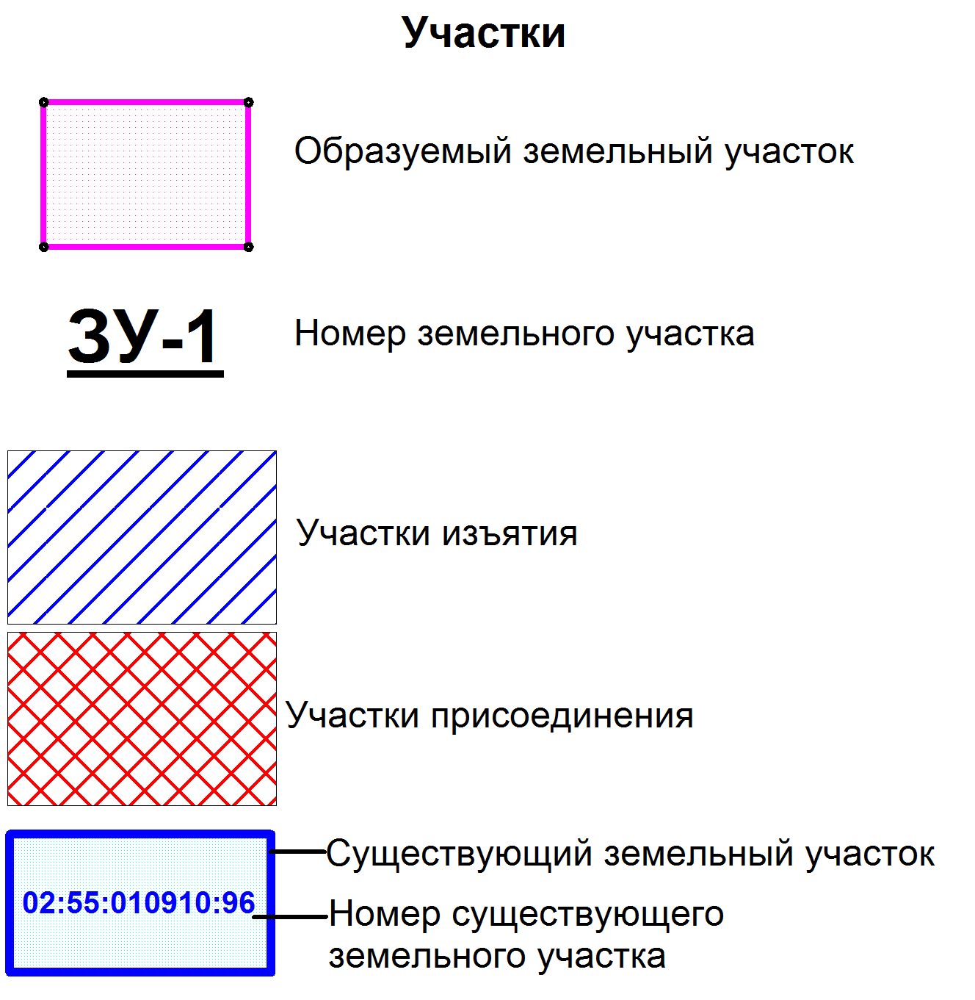 Участки
Образуемый земельный участок
ЗУ-1
Номер земельного участка
Участки изъятия
Участки присоединения
Существующий земельный участок
02:55:010910:96
Номер существующего
земельного участка